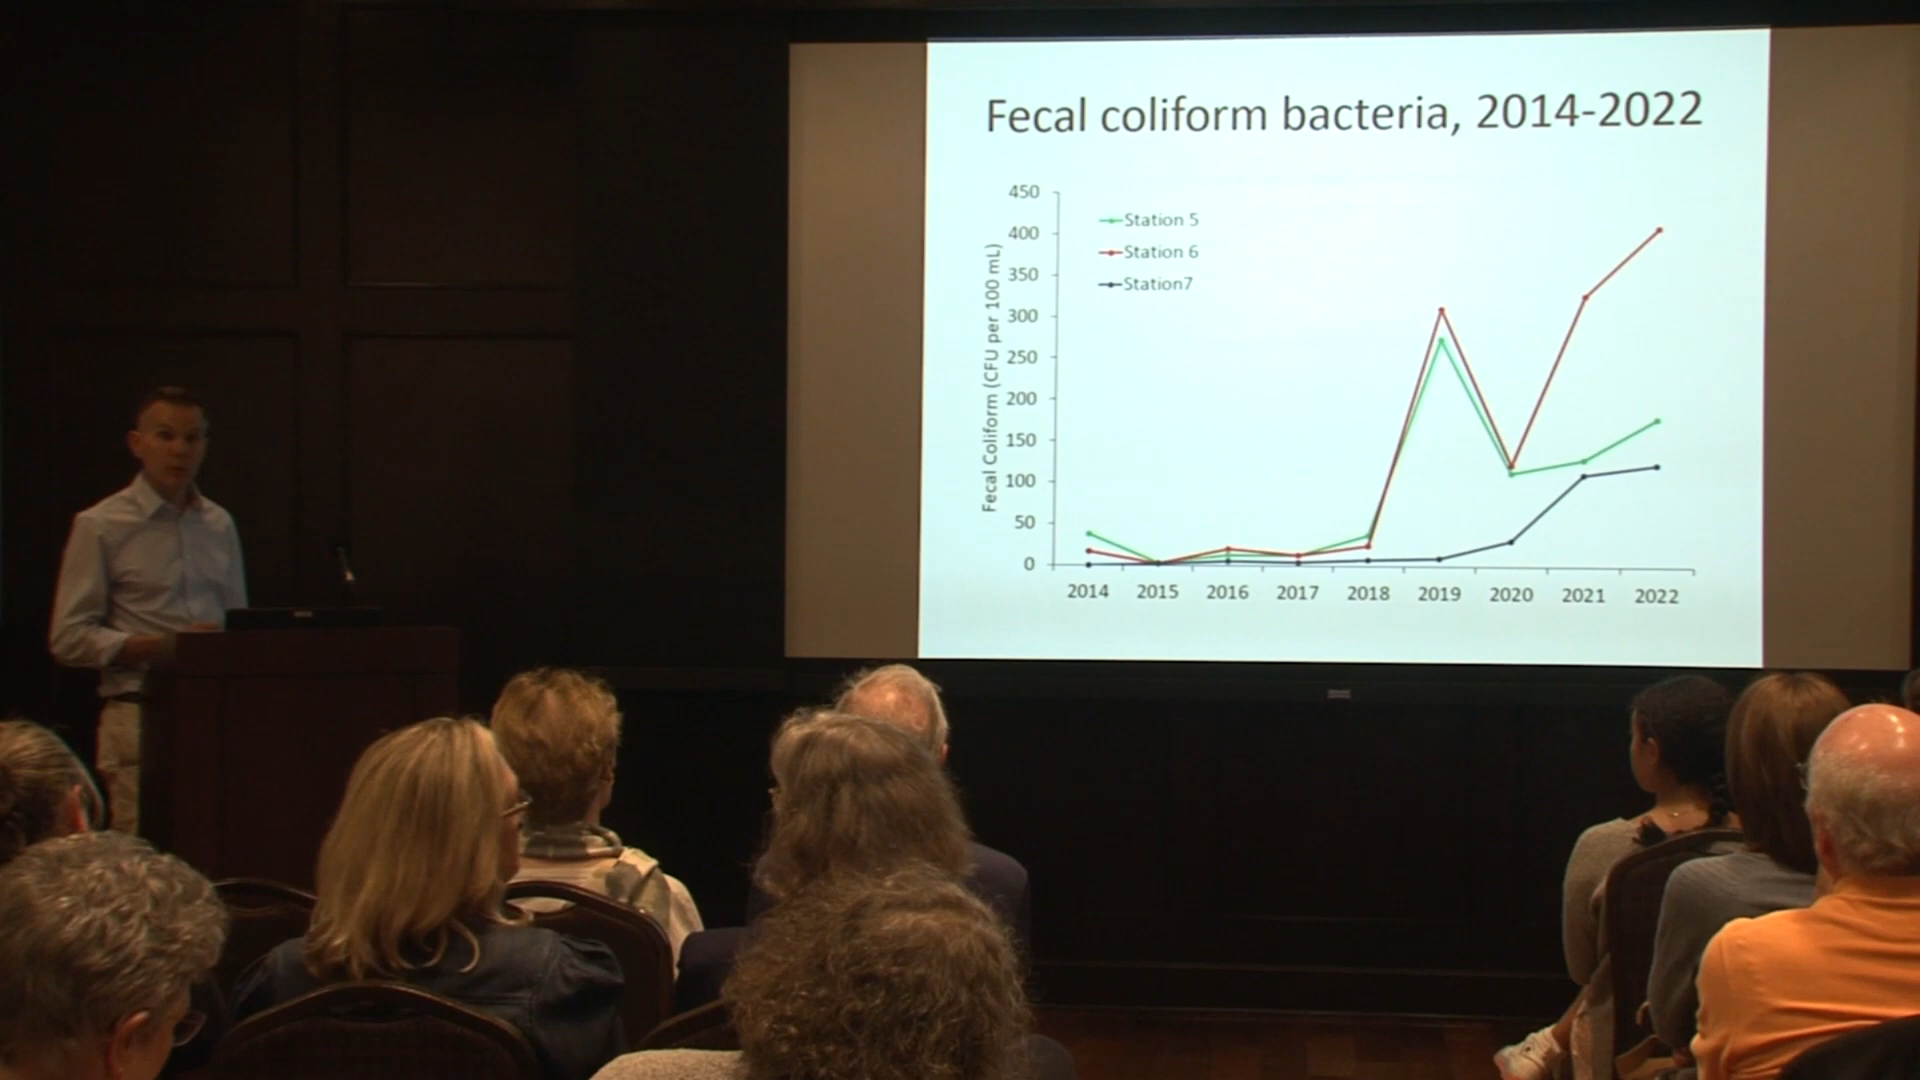 Fecal coliform bacteria, 2014-2022
Fecal Coliform (CFU per 100 mL)
450
400
350
300
250
200
150
100
50
0
Station 5
Station 6
Station7
2014 2015 2016 2017 2018 2019 2020 2021 2022